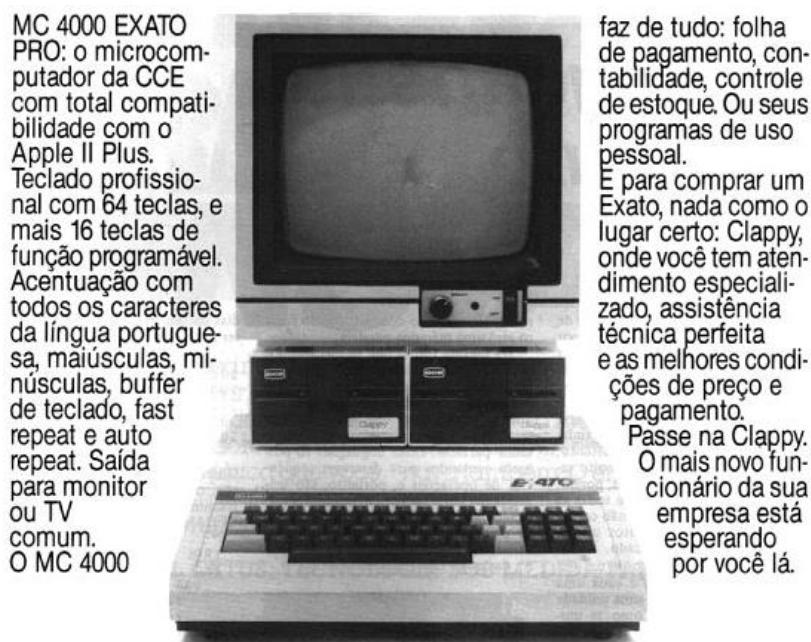 MC 4000 EXATO
PRO: o microcom-
putador da CCE
com total compati-
bilidade com o
Apple II Plus.
Teclado profissio-
nal com 64 teclas, e
mais 16 teclas de
função programável.
Acentuação com
todos os caracteres
da língua portugue-
sa, maiúsculas, mi-
núsculas, buffer
de teclado, fast
repeat e auto
repeat. Saída
para monitor
ou TV
comum.
O MC 4000
faz de tudo: folha
de pagamento, con-
tabilidade, controle
de estoque. Ou seus
programas de uso
pessoal.
E para comprar um
Exato, nada como o
lugar certo: Clappy,
onde você tem aten-
dimento especiali-
zado, assistência
técnica perfeita
e as melhores condi-
ções de preço e
pagamento.
Passe na Clappy.
O mais novo fun-
cionário da sua
empresa está
esperando
por você lá.
Clappy
Clappy
EXATO